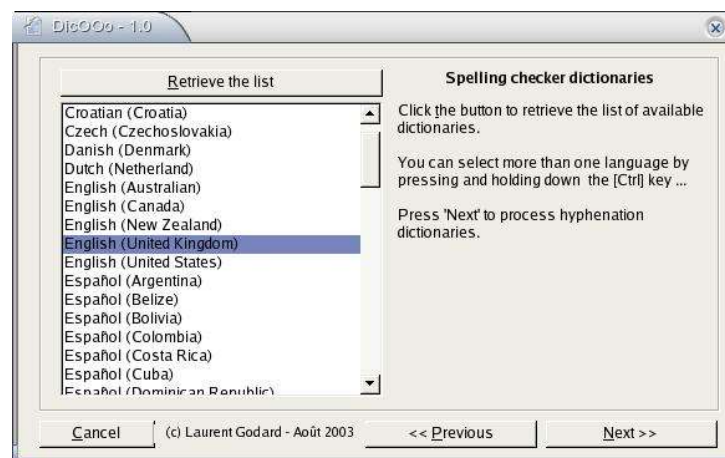 DicOOo - 1.0
Retrieve the list
Croatian (Croatia)
Czech (Czechoslovakia)
Danish (Denmark)
Dutch (Netherland)
English (Australian)
English (Canada)
English (New Zealand)
English (United Kingdom)
English (United States)
Español (Argentina)
Español (Belize)
Español (Bolivia)
Español (Colombia)
Español (Costa Rica)
Español (Cuba)
Español (Dominican Republic)
Spelling checker dictionaries
Click the button to retrieve the list of available
dictionaries.
You can select more than one language by
pressing and holding down the [Ctrl] key ...
Press 'Next' to process hyphenation
dictionaries.
Cancel
(c) Laurent Godard - Août 2003
<< Previous
Next >>